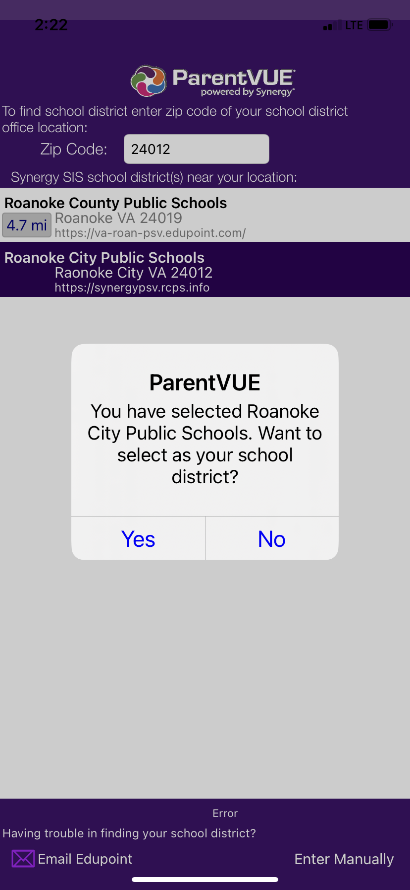 2:22 LTE
ParentVUE
powered by Synergy
To find school district enter zip code of your school district
office location:
Zip Code: 24012
Synergy SIS school district(s) near your location:
Roanoke County Public Schools
4.7 mi Roanoke VA 24019
https://va-roan-psv.edupoint.com/
Roanoke City Public Schools
Raonoke City VA 24012
https://synergypsv.rcps.info
ParentVUE
You have selected Roanoke
City Public Schools. Want to
select as your school
district?
Yes No
Error
Having trouble in finding your school district?
Email Edupoint Enter Manually